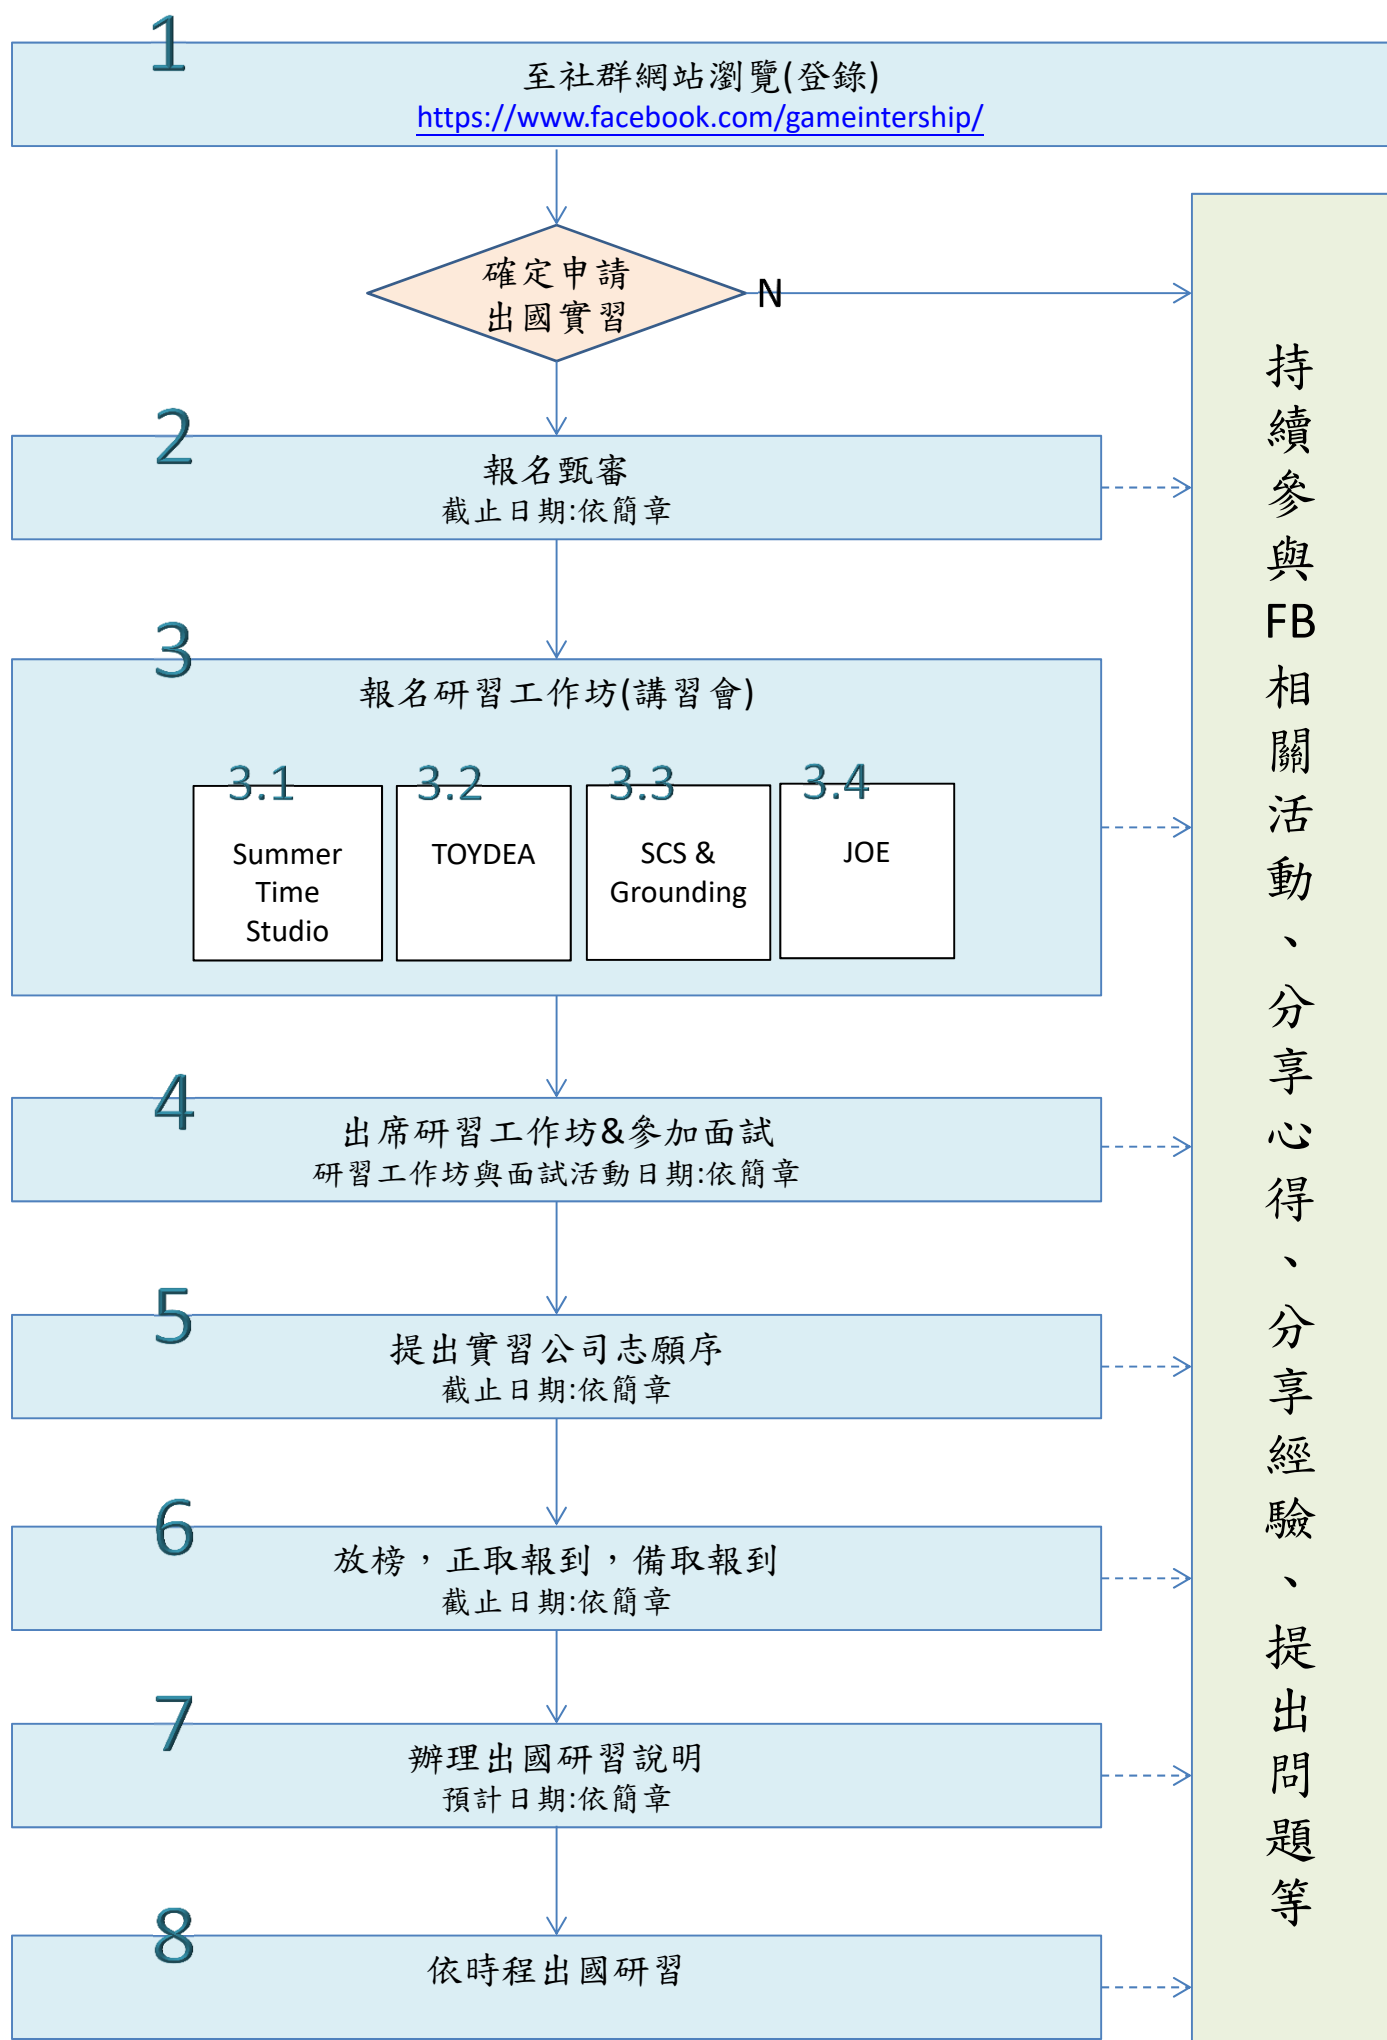 1
至社群網站瀏覽(登錄)
https://www.facebook.com/gameintership/
確定申請
出國實習
N
2
報名甄審
截止日期:依簡章
3
報名研習工作坊(講習會)
3.1
Summer
Time
Studio
3.2
TOYDEA
3.3
SCS &
Grounding
3.4
JOE
4
出席研習工作坊&參加面試
研習工作坊與面試活動日期:依簡章
5
提出實習公司志願序
截止日期:依簡章
6
放榜，正取報到，備取報到
截止日期:依簡章
7
辦理出國研習說明
預計日期:依簡章
8
依時程出國研習
持續參與FB相關活動、分享心得、分享經驗、提出問題等